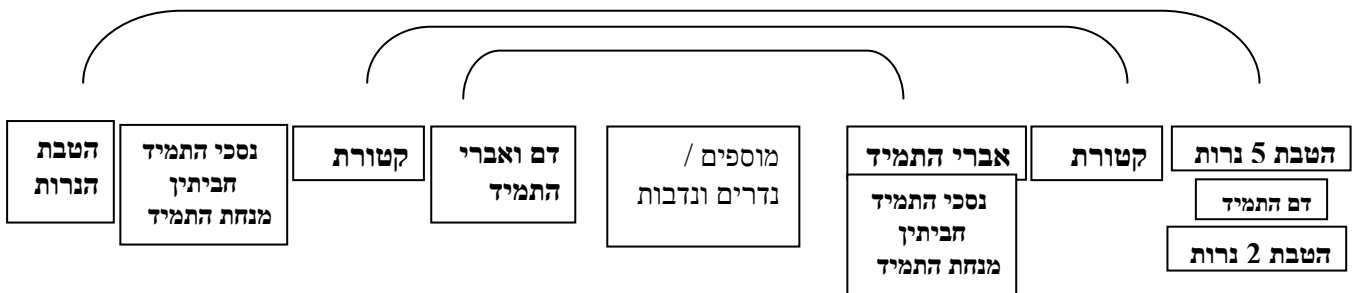 הטבת 5 נרות
דם התמיד
הטבת 2 נרות
קטורת
אברי התמיד
נסכי התמיד
חביתין
מנחת התמיד
מוספים /
נדרים ונדבות
דם ואברי
התמיד
קטורת
נסכי התמיד
חביתין
מנחת התמיד
הטבת
הנרות